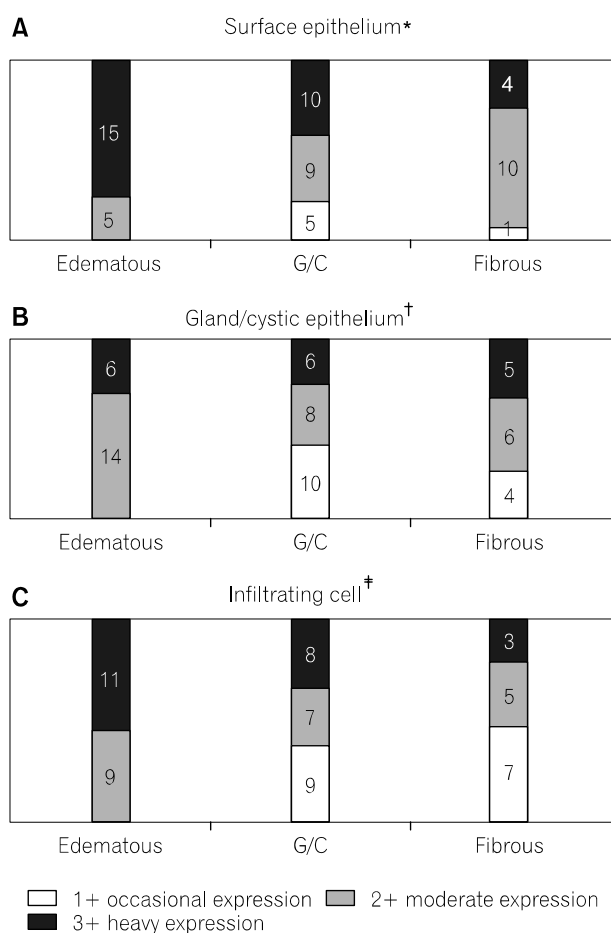 A Surface epithelium*
15 10 4
5 9 10
5 1
Edematous G/C Fibrous
B Gland/cystic epithelium†
6 6 5
14 8 6
10 4
Edematous G/C Fibrous
C Infiltrating cell‡
11 8 3
9 7 5
9 7
Edematous G/C Fibrous
1+ occasional expression 2+ moderate expression
3+ heavy expression